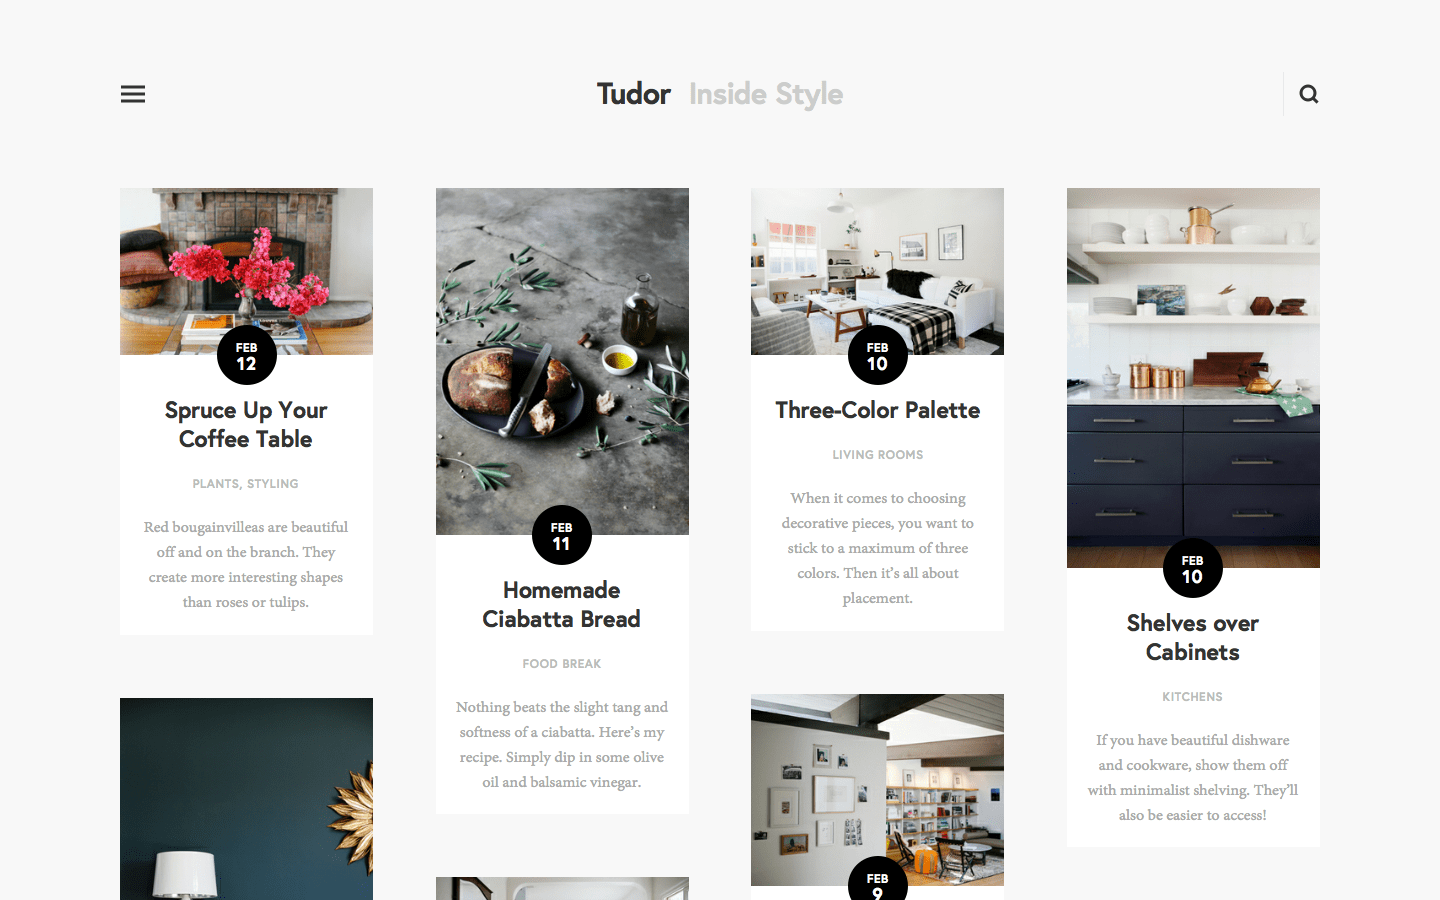 Tudor Inside Style
FEB
12
Spruce Up Your
Coffee Table
PLANTS, STYLING
Red bougainvilleas are beautiful
off and on the branch. They
create more interesting shapes
than roses or tulips.
FEB
11
Homemade
Ciabatta Bread
FOOD BREAK
Nothing beats the slight tang and
softness of a ciabatta. Here’s my
recipe. Simply dip in some olive
oil and balsamic vinegar.
FEB
10
Three-Color Palette
LIVING ROOMS
When it comes to choosing
decorative pieces, you want to
stick to a maximum of three
colors. Then it’s all about
placement.
FEB
9
FEB
10
Shelves over
Cabinets
KITCHENS
If you have beautiful dishware
and cookware, show them off
with minimalist shelving. They’ll
also be easier to access!